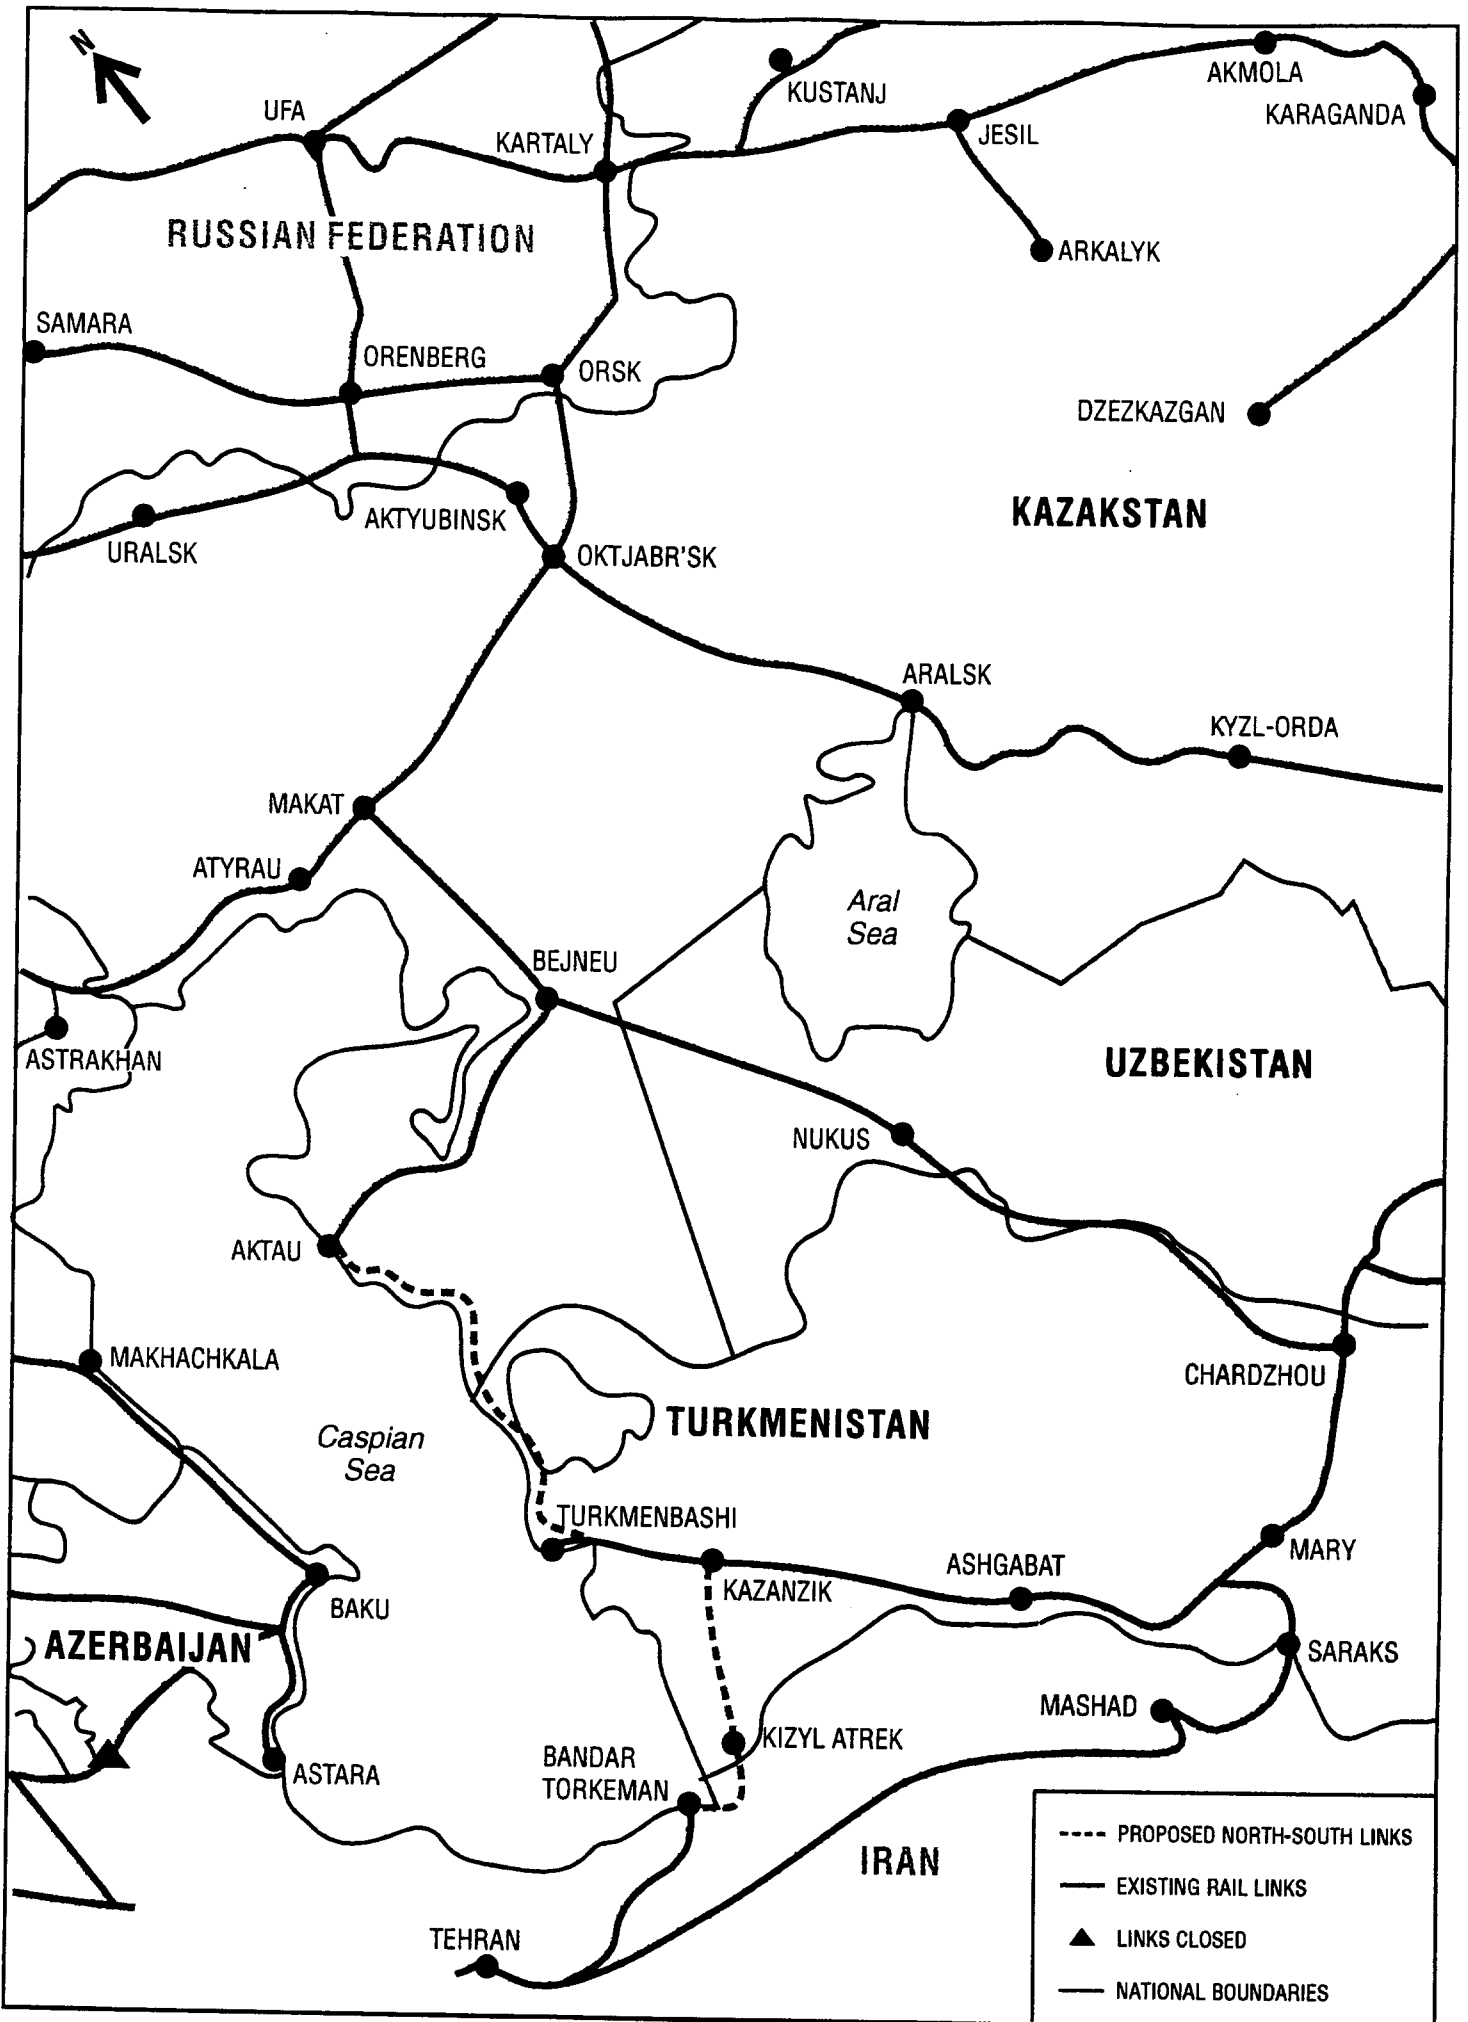 N
KUSTANJ
AKMOLA
KARAGANDA
UFA
KARTALY
JESIL
RUSSIAN FEDERATION
ARKALYK
SAMARA
ORENBERG
ORSK
DZEZKAZGAN
KAZAKSTAN
AKTYUBINSK
URALSK
OKTJABR'SK
ARALSK
KYZL-ORDA
MAKAT
ATYRAU
Aral
Sea
BEJNEU
ASTRAKHAN
UZBEKISTAN
NUKUS
AKTAU
MAKHACHKALA
CHARDZHOU
Caspian
Sea
TURKMENISTAN
TURKMENBASHI
MARY
ASHGABAT
KAZANZIK
BAKU
AZERBAIJAN
SARAKS
MASHAD
KIZYL ATREK
BANDAR
TORKEMAN
ASTARA
IRAN
TEHRAN
PROPOSED NORTH-SOUTH LINKS
EXISTING RAIL LINKS
LINKS CLOSED
NATIONAL BOUNDARIES